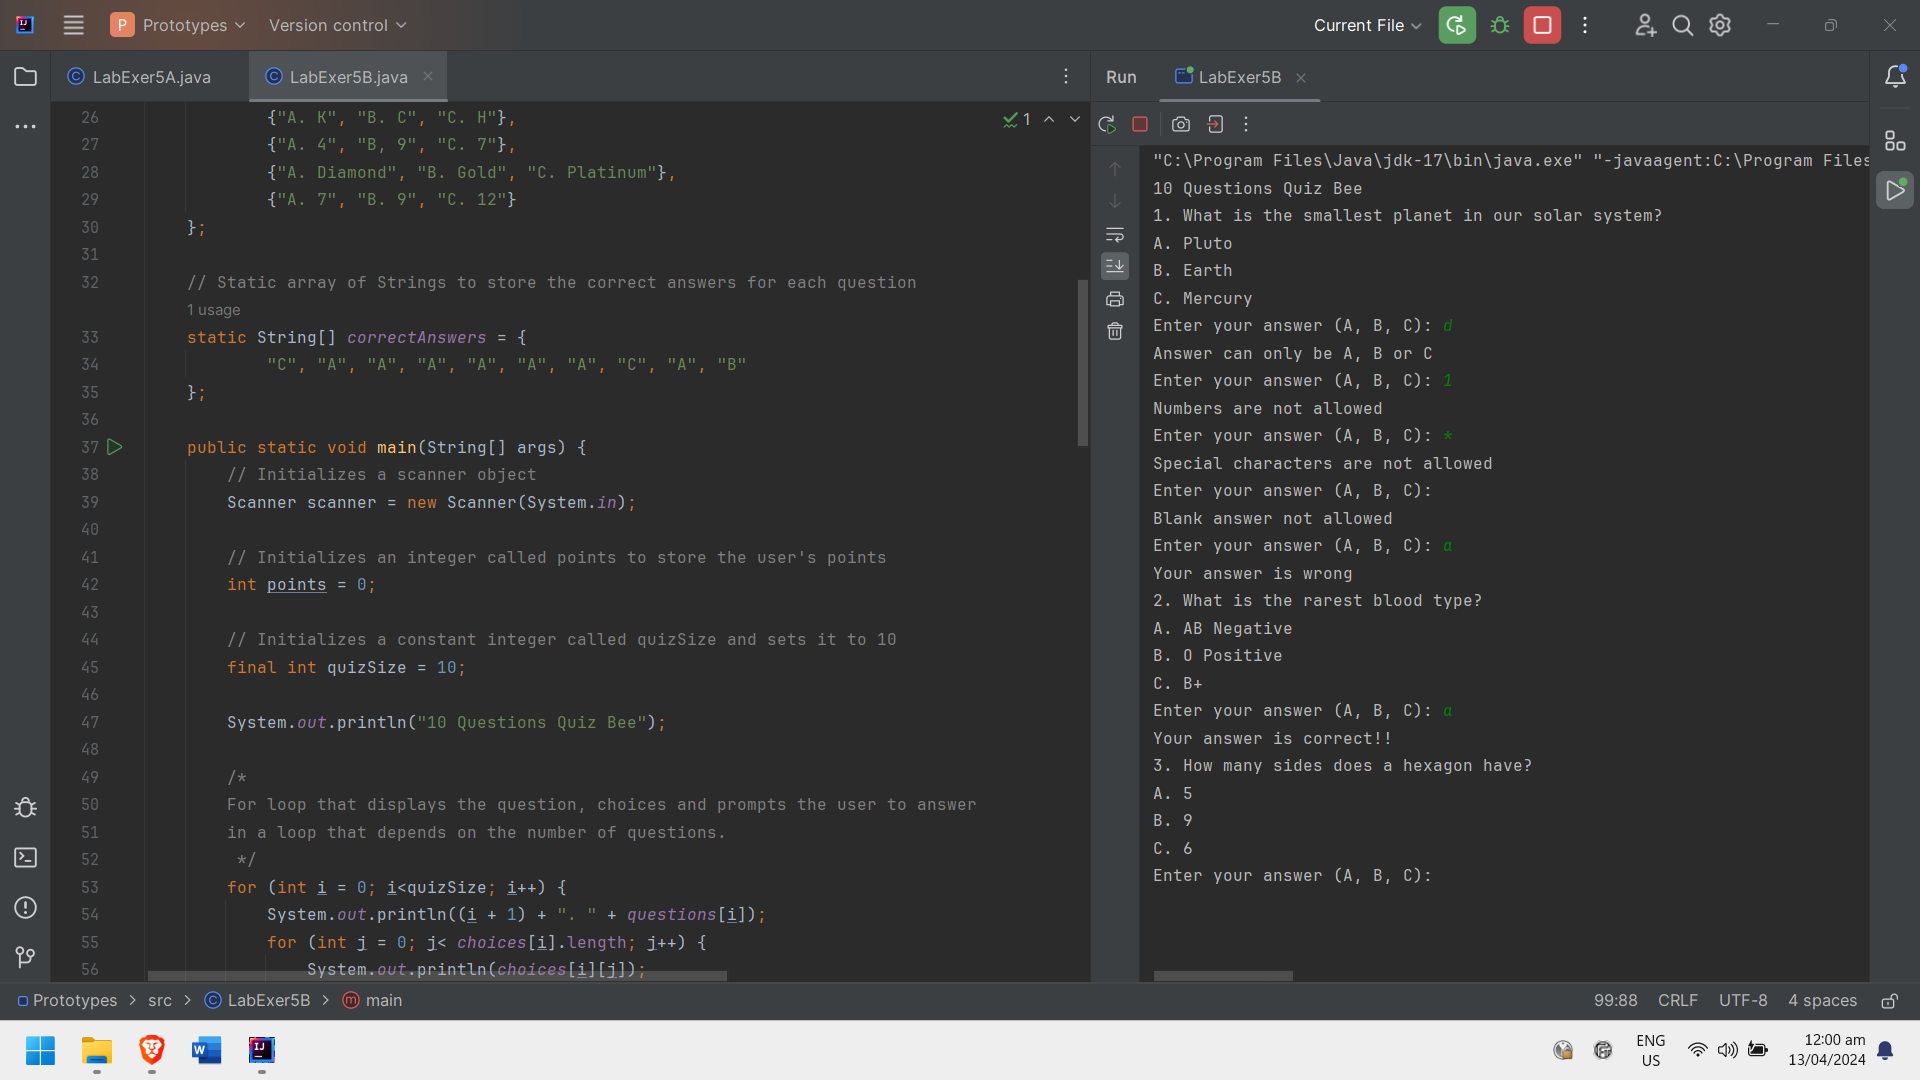 P Prototypes Version control Current File
LabExer5A.java LabExer5B.java Run LabExer5B
26 {"A. K", "B. C", "C. H"}, 1
27 {"A. 4", "B, 9", "C. 7"},
28 {"A. Diamond", "B. Gold", "C. Platinum"},
29 {"A. 7", "B. 9", "C. 12"}
30 };
31
32 // Static array of Strings to store the correct answers for each question
1 usage
33 static String[] correctAnswers = {
34 "C", "A", "A", "A", "A", "A", "A", "C", "A", "B"
35 };
36
37 public static void main(String[] args) {
38 // Initializes a scanner object
39 Scanner scanner = new Scanner(System.in);
40
41 // Initializes an integer called points to store the user's points
42 int points = 0;
43
44 // Initializes a constant integer called quizSize and sets it to 10
45 final int quizSize = 10;
46
47 System.out.println("10 Questions Quiz Bee");
48
49 /*
50 For loop that displays the question, choices and prompts the user to answer
51 in a loop that depends on the number of questions.
52 */
53 for (int i = 0; i<quizSize; i++) {
54 System.out.println((i + 1) + ". " + questions[i]);
55 for (int j = 0; j< choices[i].length; j++) {
56 System.out.println(choices[i][j]);
"C:\Program Files\Java\jdk-17\bin\java.exe" "-javaagent:C:\Program Files
10 Questions Quiz Bee
1. What is the smallest planet in our solar system?
A. Pluto
B. Earth
C. Mercury
Enter your answer (A, B, C): d
Answer can only be A, B or C
Enter your answer (A, B, C): 1
Numbers are not allowed
Enter your answer (A, B, C): *
Special characters are not allowed
Enter your answer (A, B, C):
Blank answer not allowed
Enter your answer (A, B, C): a
Your answer is wrong
2. What is the rarest blood type?
A. AB Negative
B. O Positive
C. B+
Enter your answer (A, B, C): a
Your answer is correct!!
3. How many sides does a hexagon have?
A. 5
B. 9
C. 6
Enter your answer (A, B, C):
Prototypes > src > LabExer5B > main 99:88 CRLF UTF-8 4 spaces
ENG
US
12:00 am
13/04/2024